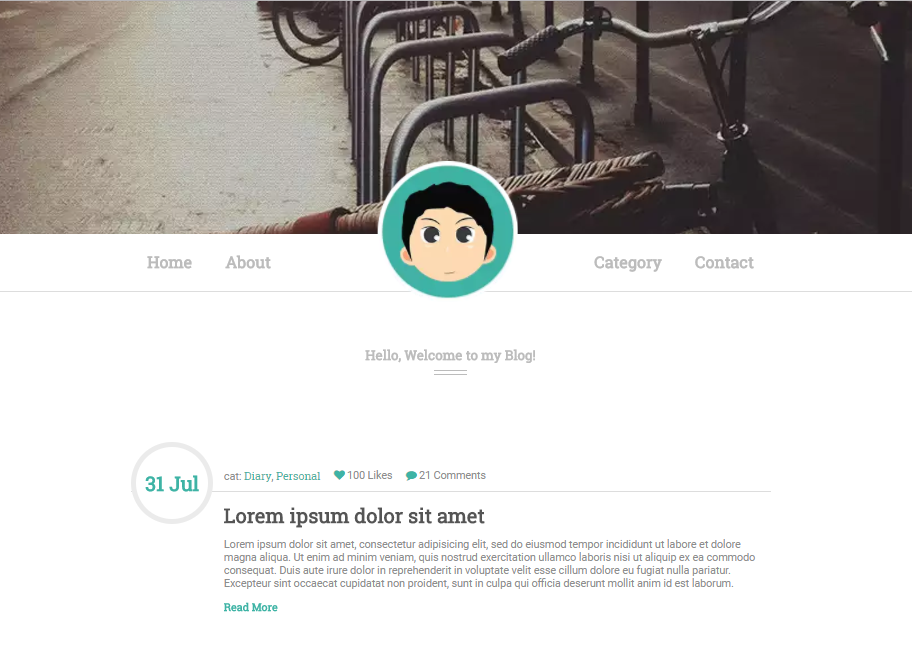 Home About Category Contact
Hello, Welcome to my Blog!
31 Jul
cat: Diary, Personal 100 Likes 21 Comments
Lorem ipsum dolor sit amet
Lorem ipsum dolor sit amet, consectetur adipisicing elit, sed do eiusmod tempor incididunt ut labore et dolore
magna aliqua. Ut enim ad minim veniam, quis nostrud exercitation ullamco laboris nisi ut aliquip ex ea commodo
consequat. Duis aute irure dolor in reprehenderit in voluptate velit esse cillum dolore eu fugiat nulla pariatur.
Excepteur sint occaecat cupidatat non proident, sunt in culpa qui officia deserunt mollit anim id est laborum.
Read More